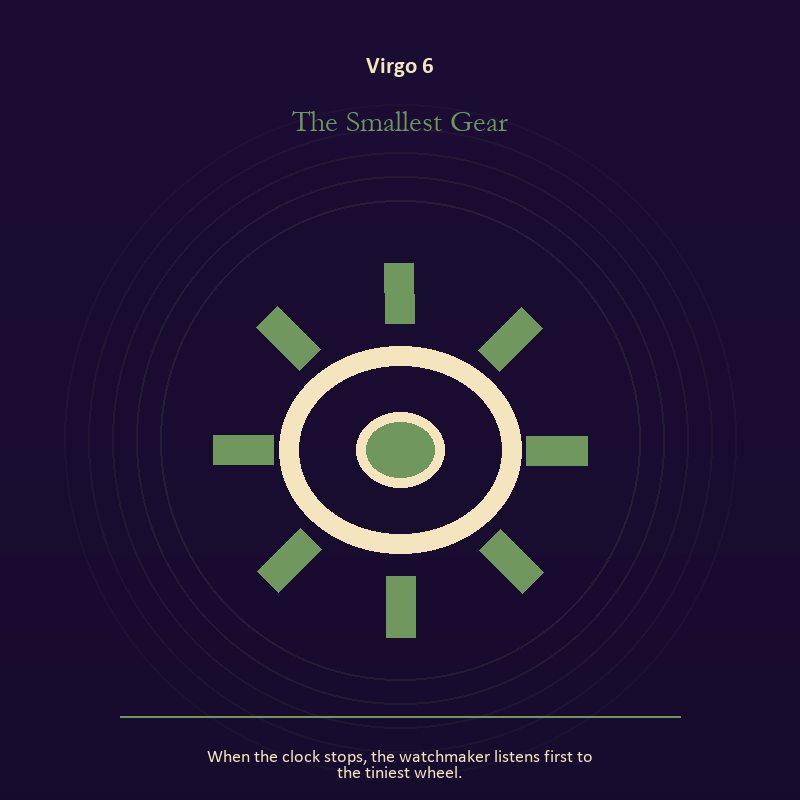 Virgo 6
The Smallest Gear
When the clock stops, the watchmaker listens first to
the tiniest wheel.